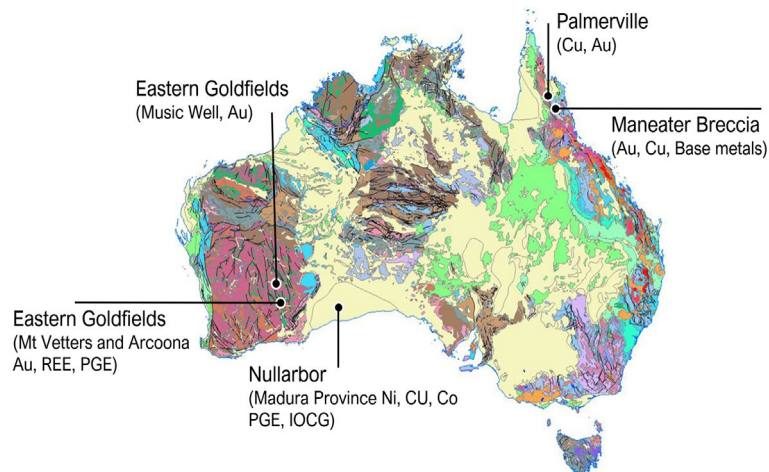 Palmerville
(Cu, Au)
Eastern Goldfields
(Music Well, Au)
Maneater Breccia
(Au, Cu, Base metals)
Eastern Goldfields
(Mt Vetters and Arcoona
Au, REE, PGE)
Nullarbor
(Madura Province Ni, CU, Co
PGE, IOCG)